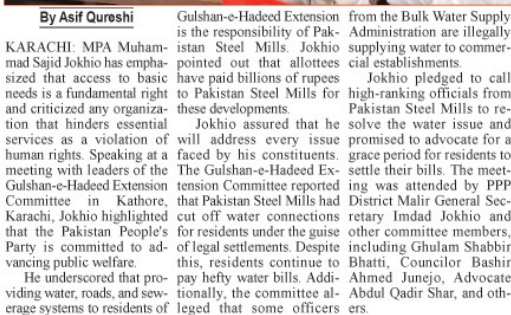 By Asif Qureshi
KARACHI: MPA Muham-
mad Sajid Jokhio has empha-
sized that access to basic
needs is a fundamental right
and criticized any organiza-
tion that hinders essential
services as a violation of
human rights. Speaking at a
meeting with leaders of the
Gulshan-e-Hadeed Extension
Committee in Kathore,
Karachi, Jokhio highlighted
that the Pakistan People's
Party is committed to ad-
vancing public welfare.
He underscored that pro-
viding water, roads, and sew-
erage systems to residents of
Gulshan-e-Hadeed Extension
is the responsibility of Pak-
istan Steel Mills. Jokhio
pointed out that allottees
have paid billions of rupees
to Pakistan Steel Mills for
these developments.
Jokhio assured that he
will address every issue
faced by his constituents.
The Gulshan-e-Hadeed Ex-
tension Committee reported
that Pakistan Steel Mills had
cut off water connections
for residents under the guise
of legal settlements. Despite
this, residents continue to
pay hefty water bills. Addi-
tionally, the committee al-
leged that some officers
from the Bulk Water Supply
Administration are illegally
supplying water to commer-
cial establishments.
Jokhio pledged to call
high-ranking officials from
Pakistan Steel Mills to re-
solve the water issue and
promised to advocate for a
grace period for residents to
settle their bills. The meet-
ing was attended by PPP
District Malir General Sec-
retary Imdad Jokhio and
other committee members,
including Ghulam Shabbir
Bhatti, Councilor Bashir
Ahmed Junejo, Advocate
Abdul Qadir Shar, and oth-
ers.